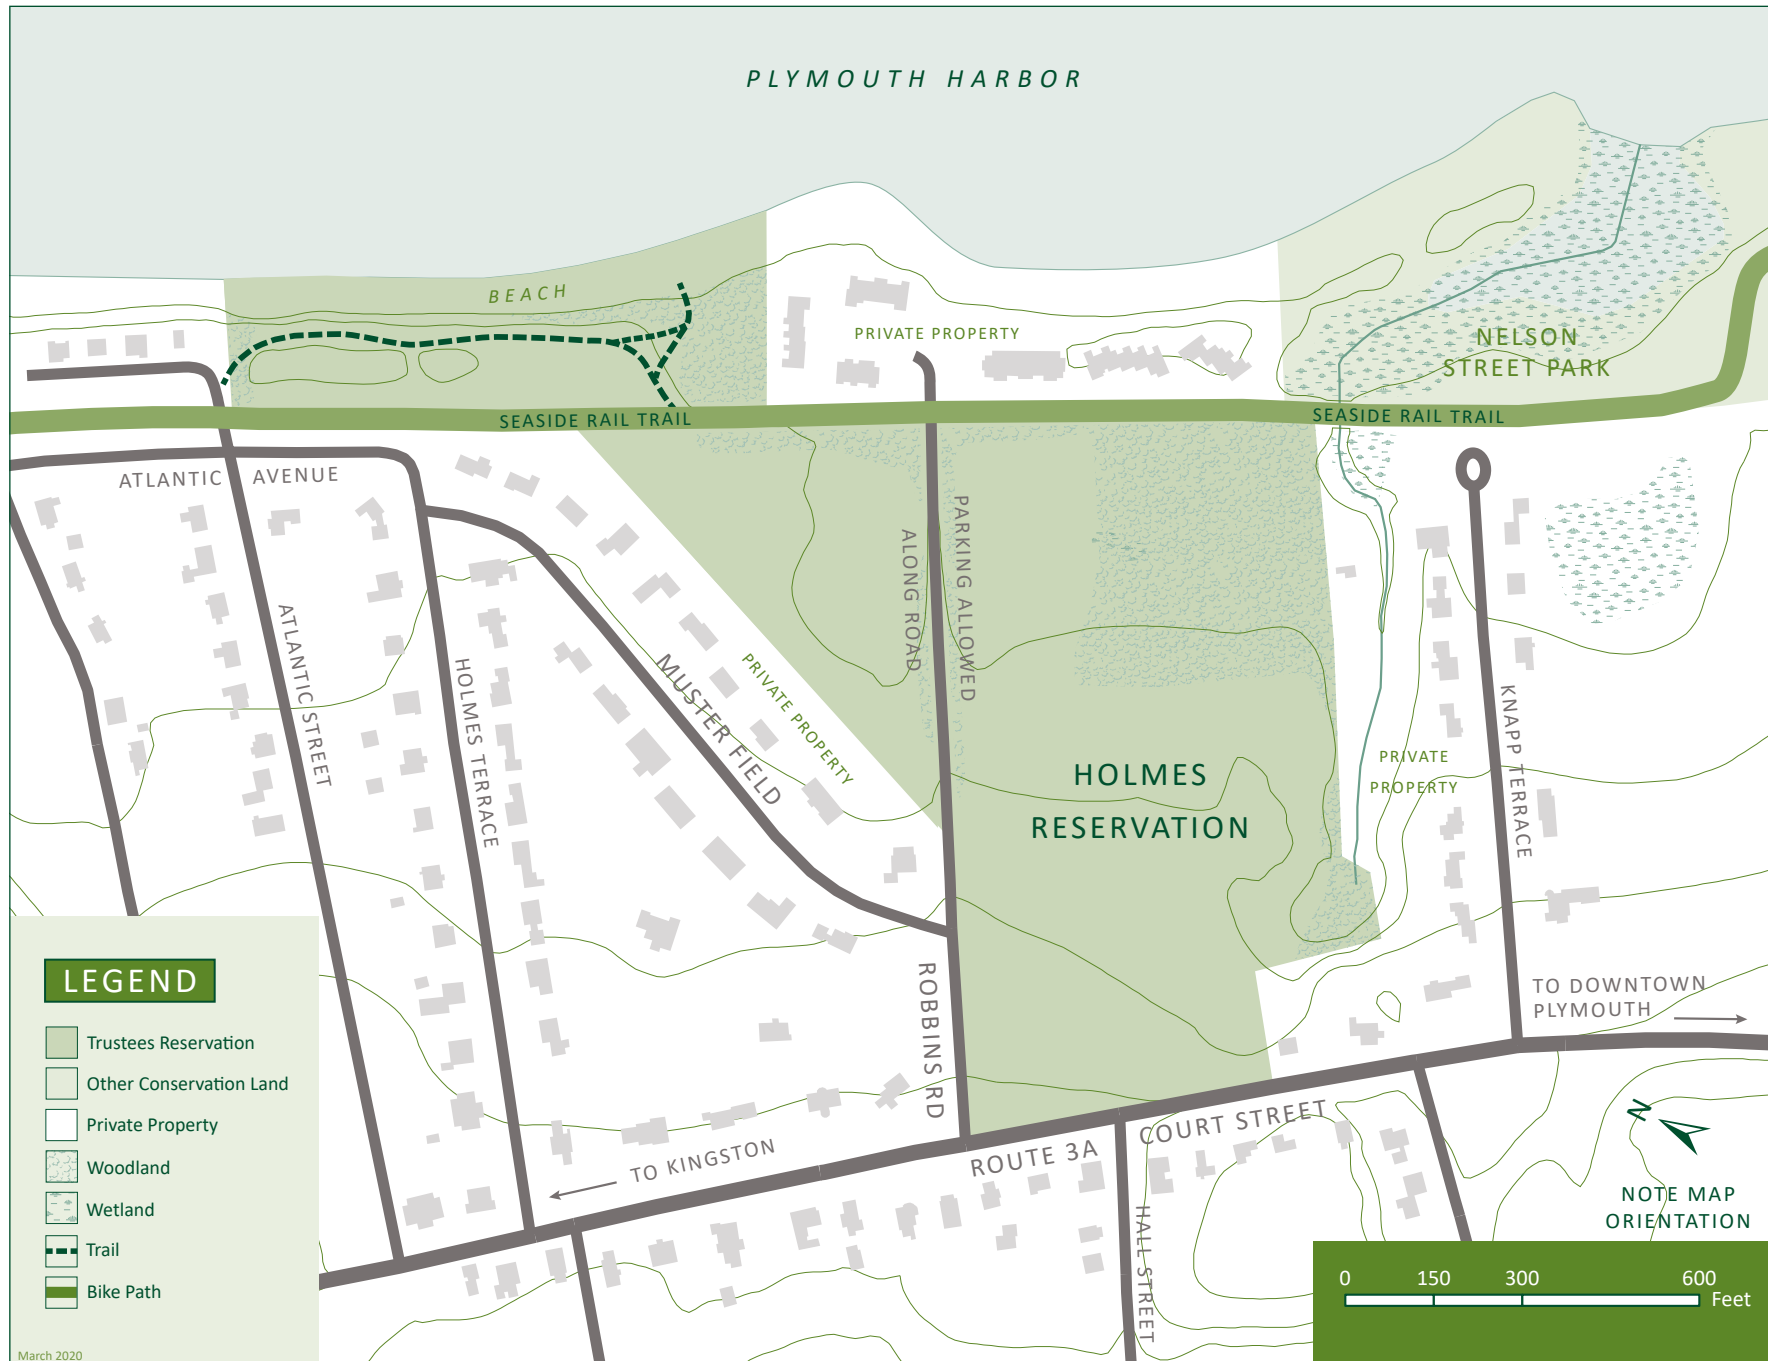 PLYMOUTH HARBOR
BEACH
PRIVATE PROPERTY
NELSON
STREET PARK
SEASIDE RAIL TRAIL
SEASIDE RAIL TRAIL
ATLANTIC AVENUE
PARKING ALLOWED
ALONG ROAD
ATLANTIC STREET
HOLMES TERRACE
MUSTER FIELD
PRIVATE PROPERTY
HOLMES
RESERVATION
PRIVATE
PROPERTY
KNAPP TERRACE
ROBBINS RD
TO DOWNTOWN
PLYMOUTH
COURT STREET
ROUTE 3A
TO KINGSTON
HALL STREET
LEGEND
Trustees Reservation
Other Conservation Land
Private Property
Woodland
Wetland
Trail
Bike Path
March 2020
N
NOTE MAP
ORIENTATION
0 150 300 600
Feet